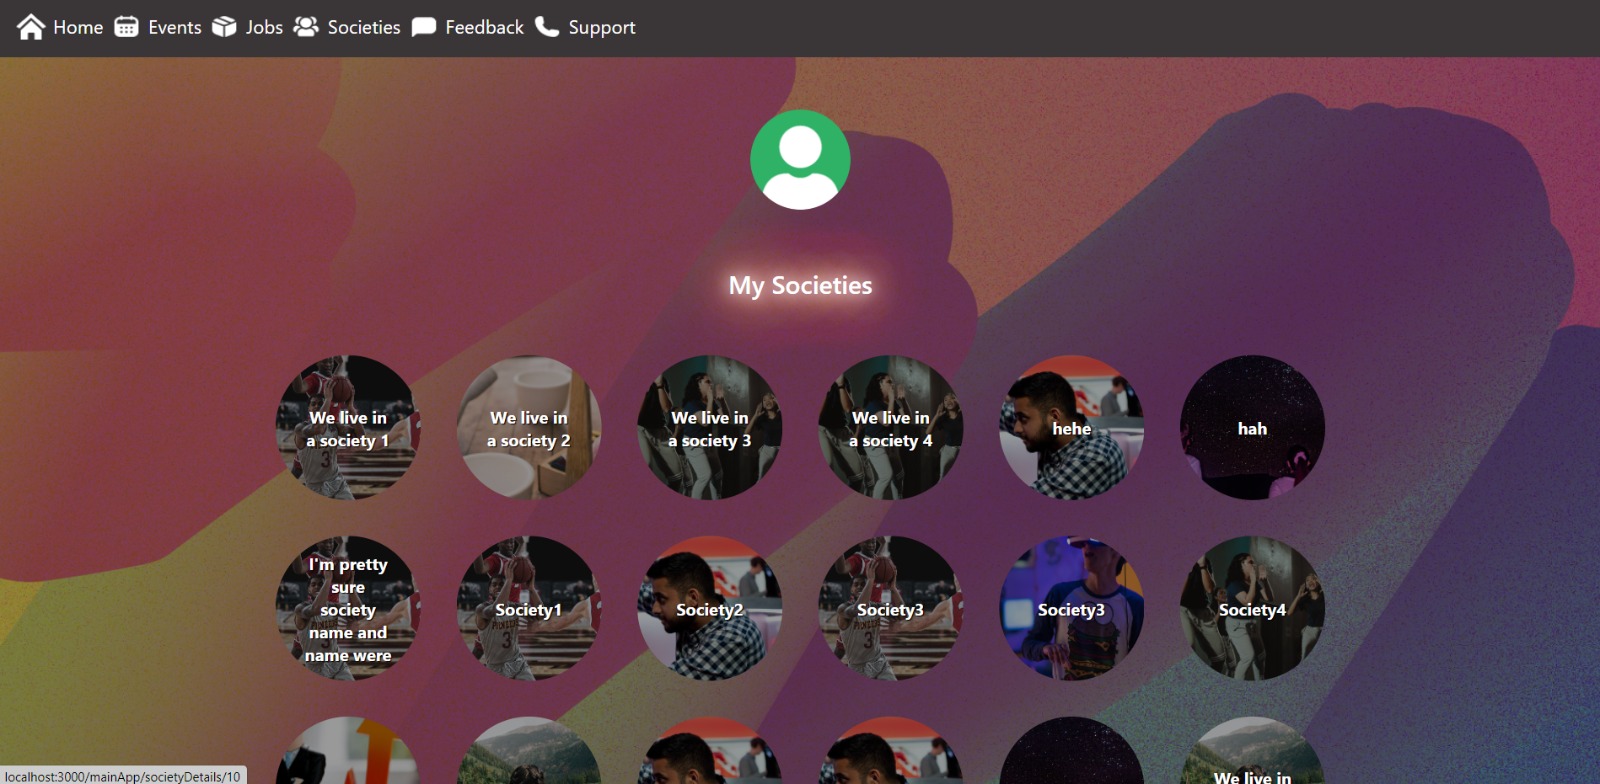 Home Events Jobs Societies Feedback Support
My Societies
We live in
a society 1
We live in
a society 2
We live in
a society 3
We live in
a society 4
hehe
hah
I'm pretty
sure
society
name and
name were
Society1
Society2
Society3
Society3
Society4
We live in
localhost:3000/mainApp/societyDetails/10